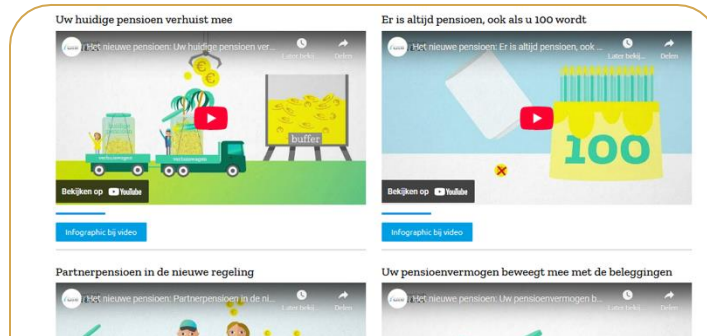 Uw huidige pensioen verhuist mee
Er is altijd pensioen, ook als u 100 wordt
Het nieuwe pensioen: Uw huidige pensioen ver...
Later bekij...
Delen
buffer
verhuiswagen
verhuiswagen
Bekijken op YouTube
Het nieuwe pensioen: Er is altijd pensioen, ook ...
Later bekij...
Delen
100
Bekijken op YouTube
Infographic bij video
Infographic bij video
Partnerpensioen in de nieuwe regeling
Uw pensioenvermogen beweegt mee met de beleggingen
Het nieuwe pensioen: Partnerpensioen in de ni...
Later bekij...
Delen
Het nieuwe pensioen: Uw pensioenvermogen b...
Later bekij...
Delen